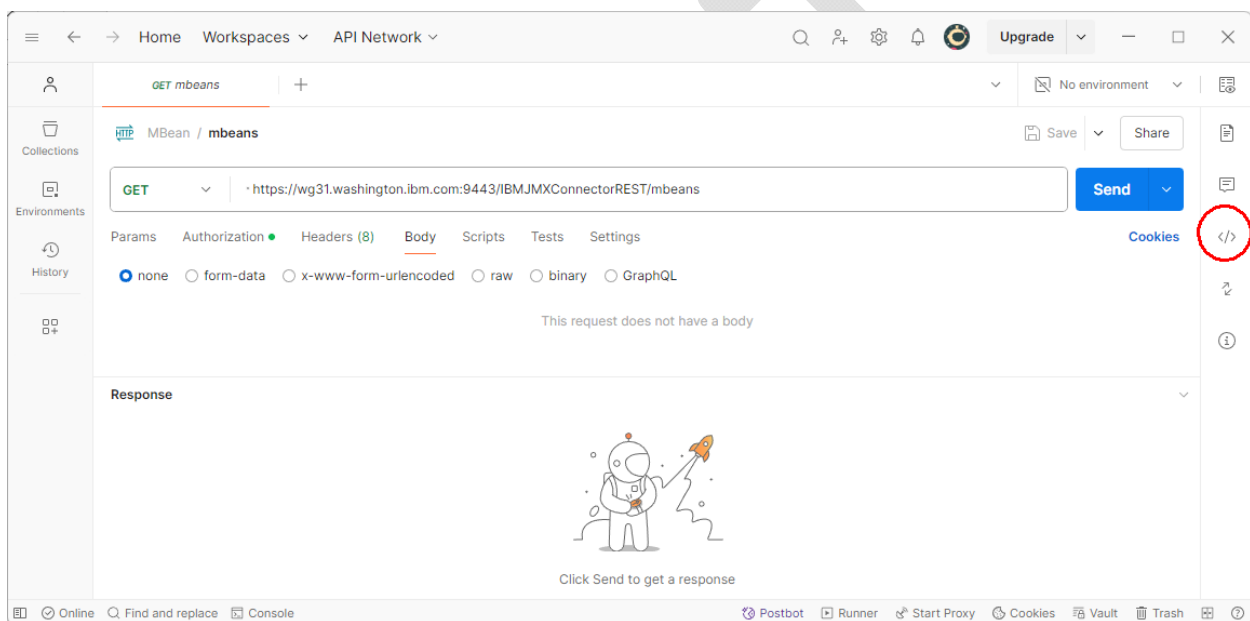 Home Workspaces API Network Upgrade
GET mbeans No environment
HTTP MBean / mbeans Save Share
Collections
GET https://wg31.washington.ibm.com:9443/IBMJMXConnectorREST/mbeans Send
Environments
Params Authorization Headers (8) Body Scripts Tests Settings Cookies
History
none form-data x-www-form-urlencoded raw binary GraphQL
This request does not have a body
Response
Click Send to get a response
Online Find and replace Console Postbot Runner Start Proxy Cookies Vault Trash